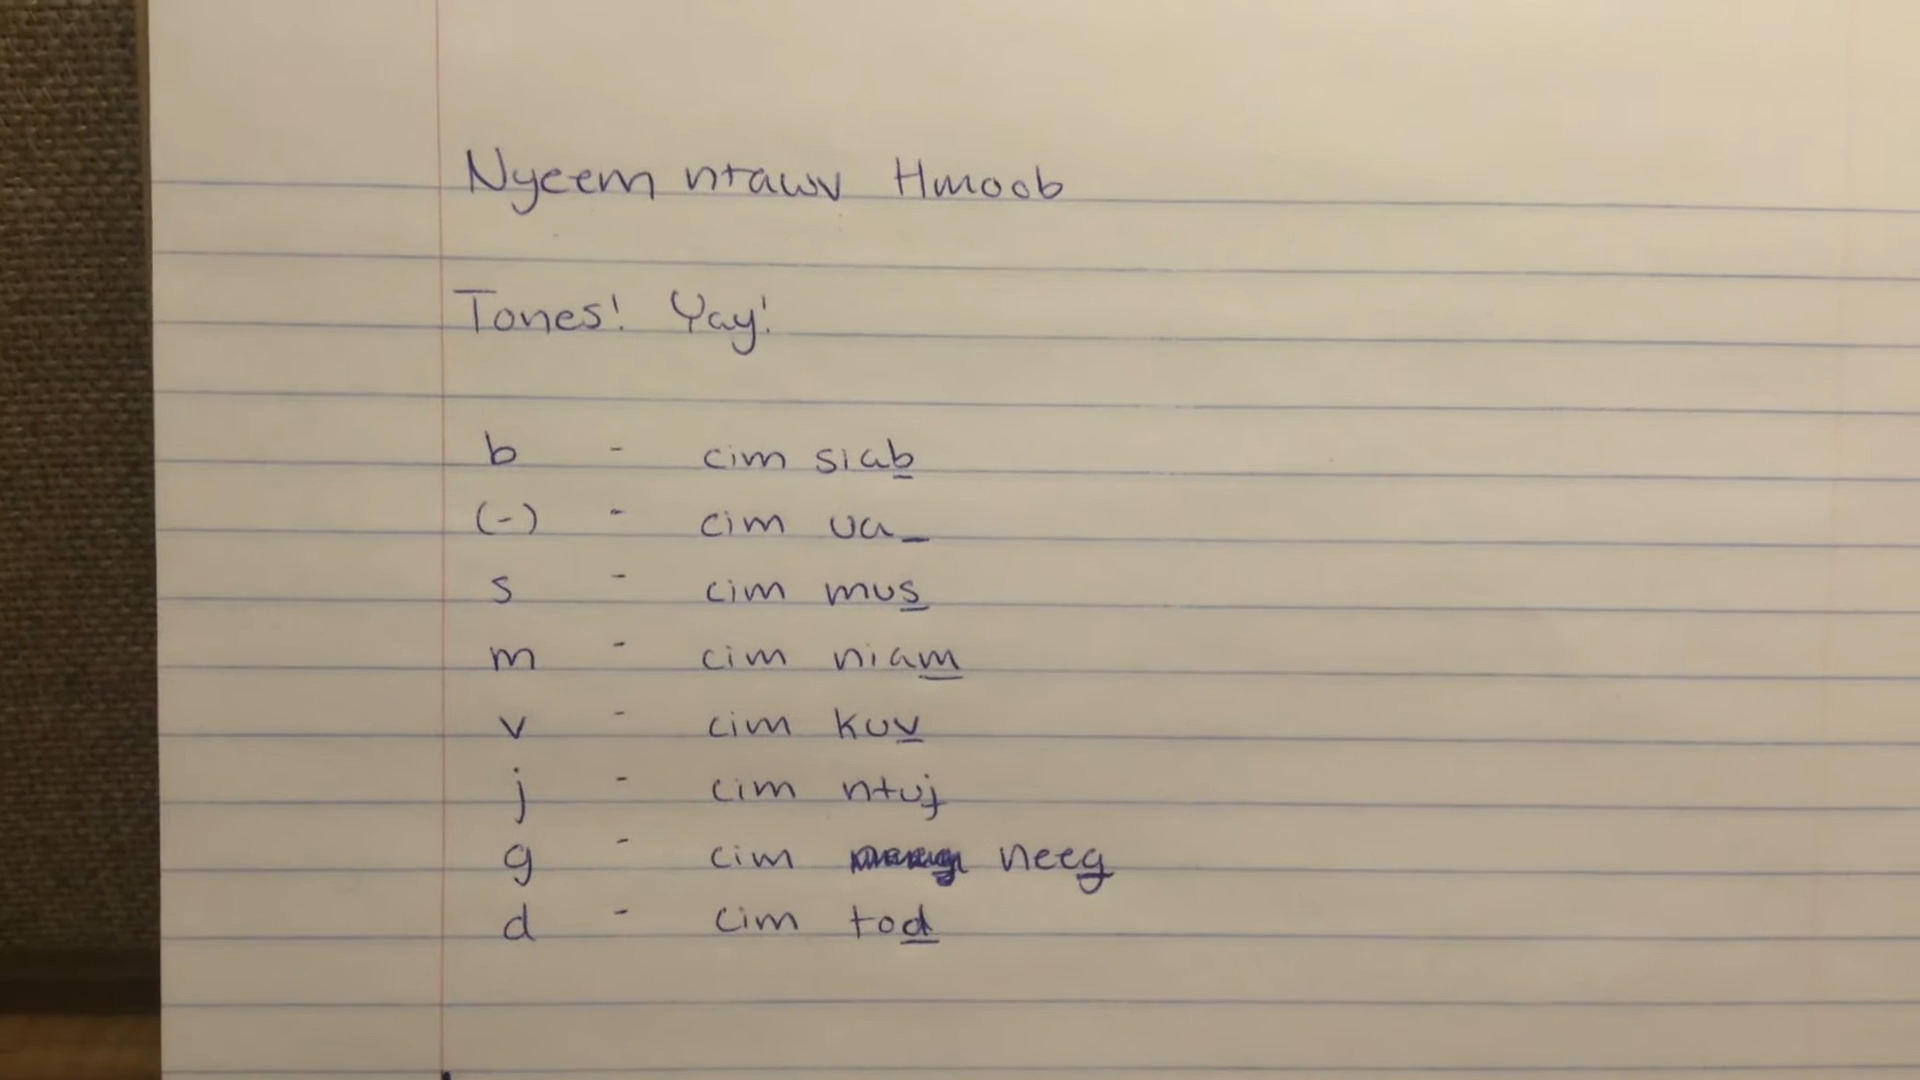 Nyeem ntawv Hmoob
Tones! Yay!
b - cim siab
(-) - cim ua_
s - cim mus
m - cim niam
v - cim kuv
j - cim ntuj
g - cim neeg
d - cim tod